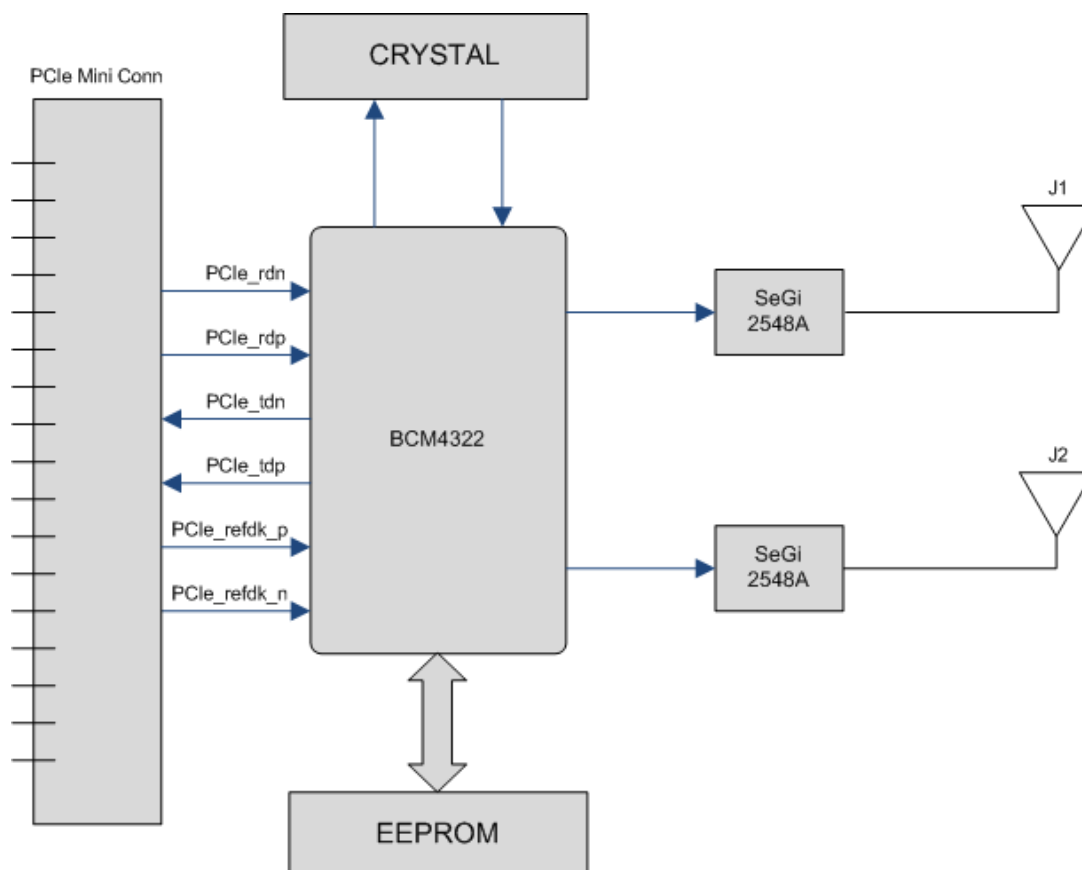 CRYSTAL
PCIe Mini Conn
J1
PCIe_rdn
SeGi
2548A
PCIe_rdp
PCIe_tdn
BCM4322
J2
PCIe_tdp
PCIe_refdk_p
SeGi
2548A
PCIe_refdk_n
EEPROM